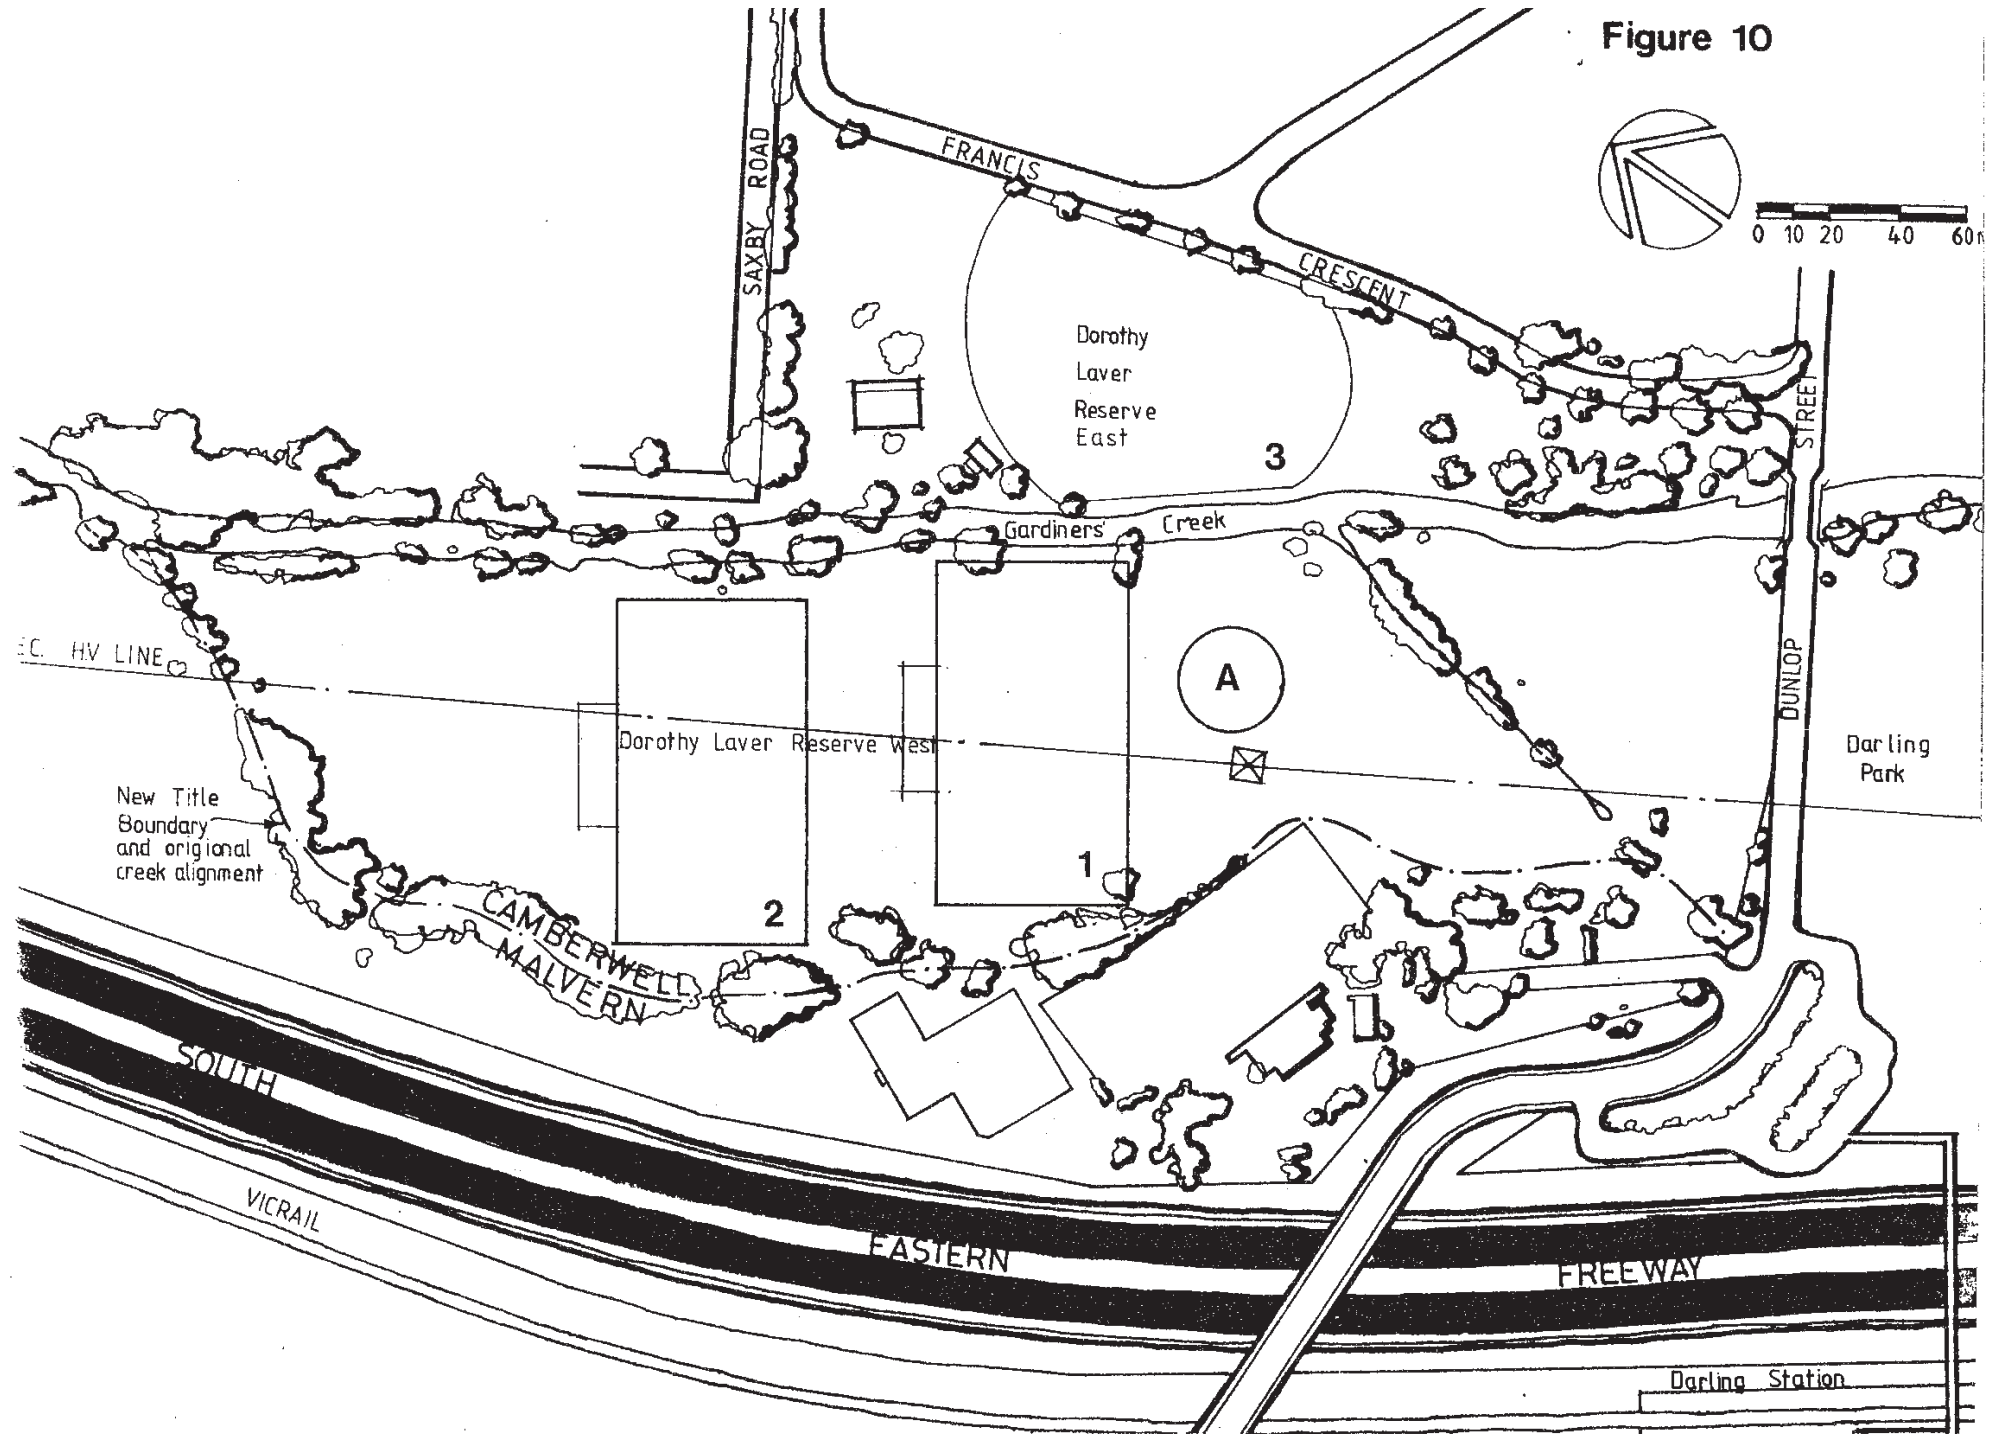 Figure 10
0 10 20 40 60m
SAXBY ROAD
FRANCIS
CRESCENT
Dorothy
Laver
Reserve
East
3
STREET
Gardiners' Creek
E.C. H.V LINE
A
DUNLOP
Dorothy Laver Reserve West
Darling
Park
New Title
Boundary
and origional
creek alignment
1
2
CAMBERWELL
MALVERN
SOUTH
EASTERN
FREEWAY
VICRAIL
Darling Station